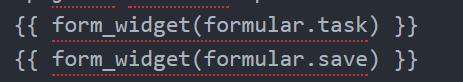 {{ form_widget(formular.task) }}
{{ form_widget(formular.save) }}